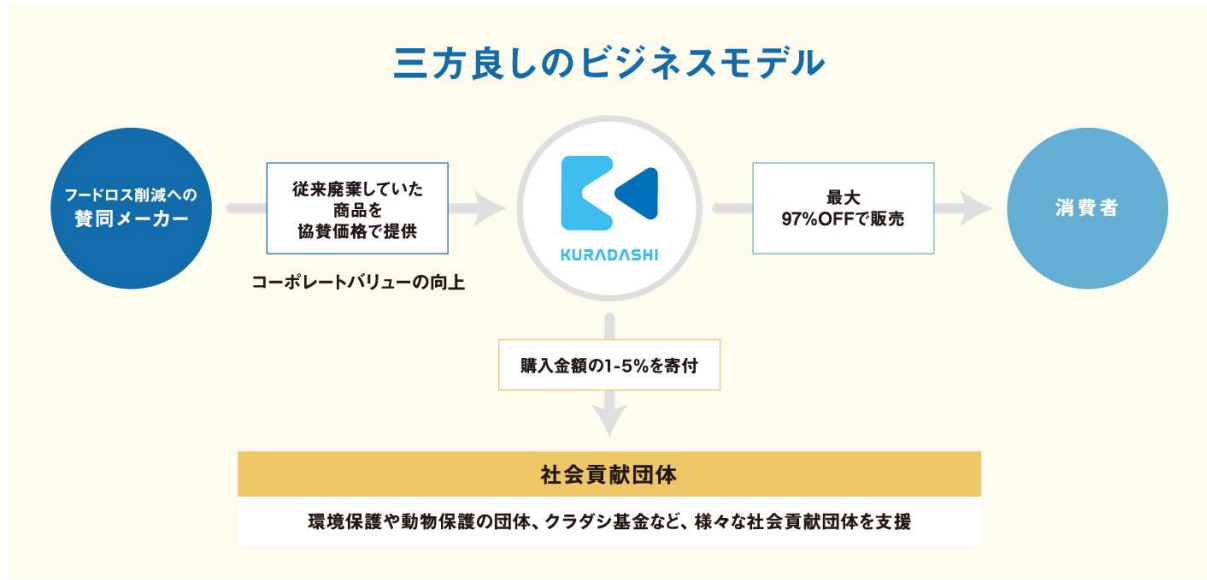 三方良しのビジネスモデル
フードロス削減への
賛同メーカー
従来廃棄していた
商品を
協賛価格で提供
コーポレートバリューの向上
KURADASHI
最大
97%OFFで販売
消費者
購入金額の1-5%を寄付
社会貢献団体
環境保護や動物保護の団体、クラダシ基金など、様々な社会貢献団体を支援